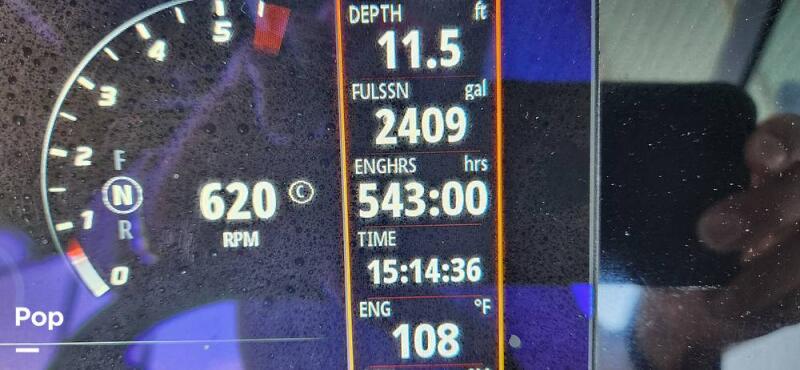 DEPTH ft
11.5
FULSSN gal
2409
ENGHRS hrs
543:00
TIME
15:14:36
ENG °F
108
5
4
3
2
1
0
F
N
R
620 C
RPM
Pop